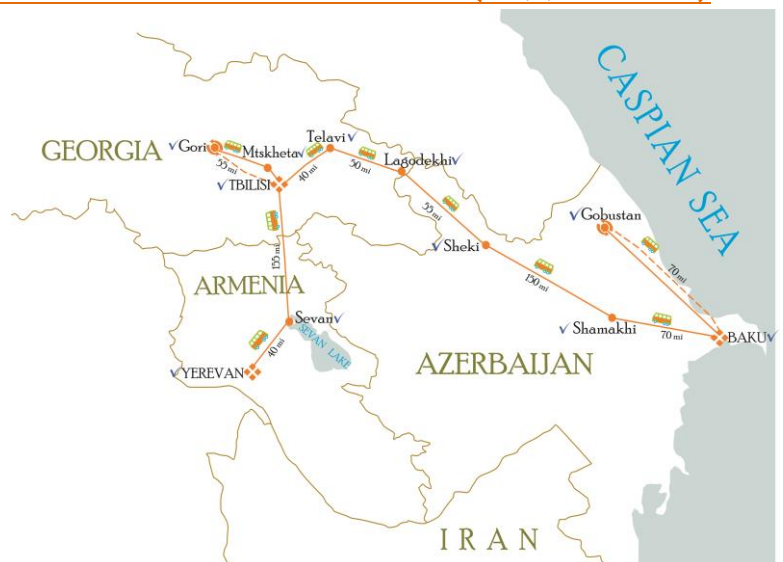 CASPIAN SEA
GEORGIA
Gori
Mtskheta
Telavi
Lagodekhi
55 mi
TBILISI
40 mi
50 mi
55 mi
Gobustan
Sheki
155 mi
70 mi
ARMENIA
150 mi
Sevan
SEVAN LAKE
Shamakhi
70 mi
BAKU
40 mi
YEREVAN
AZERBAIJAN
IRAN